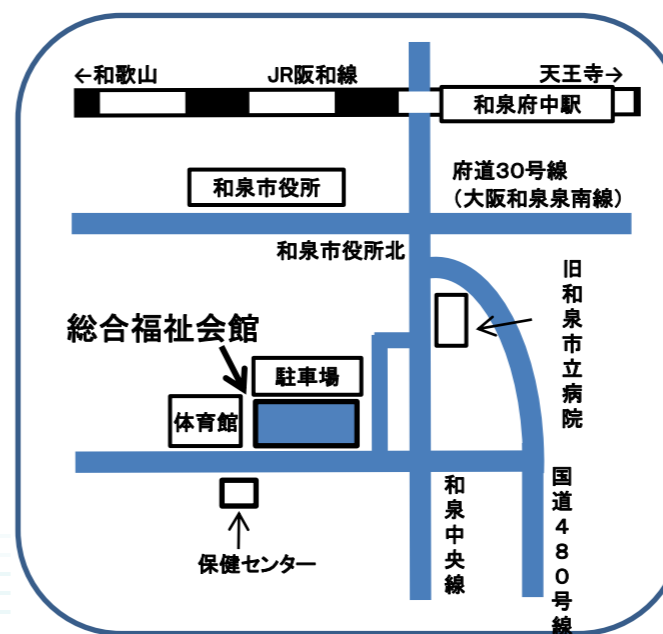 ←和歌山
JR阪和線
天王寺→
和泉府中駅
和泉市役所
府道30号線
（大阪和泉泉南線）
和泉市役所北
旧和泉市立病院
総合福祉会館
駐車場
体育館
和泉中央線
国道480号線
保健センター